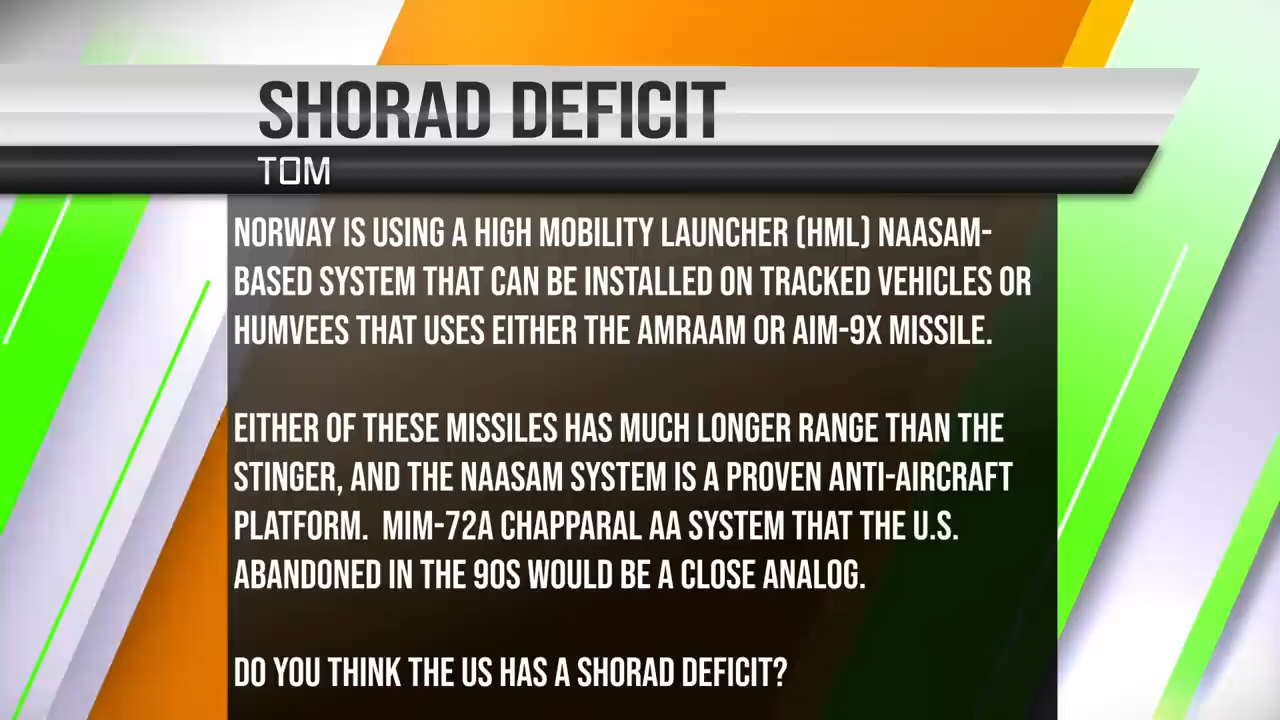 SHORAD DEFICIT
TOM
NORWAY IS USING A HIGH MOBILITY LAUNCHER (HML) NAASAM-
BASED SYSTEM THAT CAN BE INSTALLED ON TRACKED VEHICLES OR
HUMVEES THAT USES EITHER THE AMRAAM OR AIM-9X MISSILE.
EITHER OF THESE MISSILES HAS MUCH LONGER RANGE THAN THE
STINGER, AND THE NAASAM SYSTEM IS A PROVEN ANTI-AIRCRAFT
PLATFORM. MIM-72A CHAPPARAL AA SYSTEM THAT THE U.S.
ABANDONED IN THE 90S WOULD BE A CLOSE ANALOG.
DO YOU THINK THE US HAS A SHORAD DEFICIT?